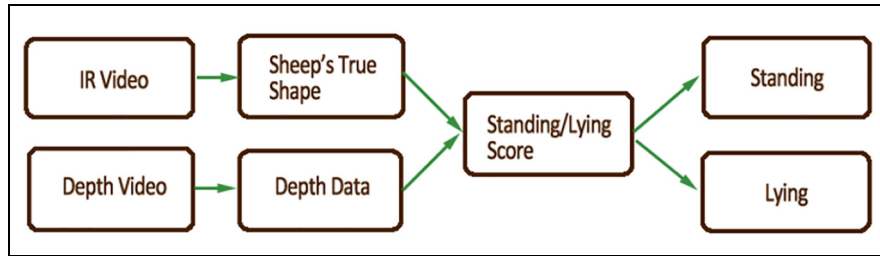 IR Video
Sheep's True
Shape
Depth Video
Depth Data
Standing/Lying
Score
Standing
Lying